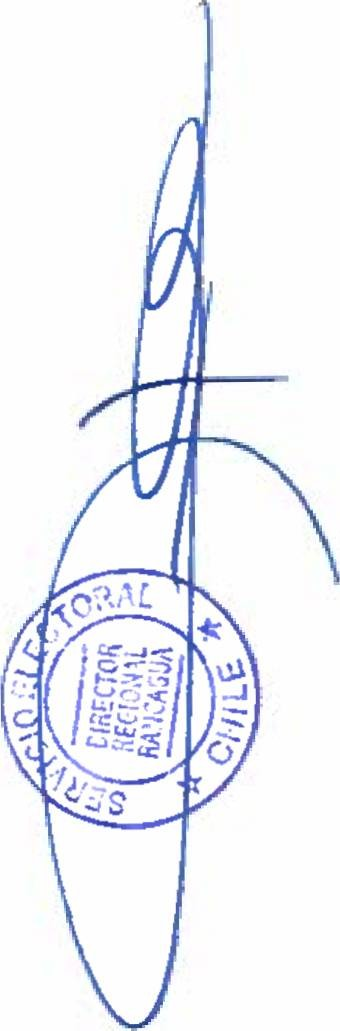 SERVICIO ELECTORAL
DIRECTOR
REGIONAL
RANCAGUA
★ CHILE ★